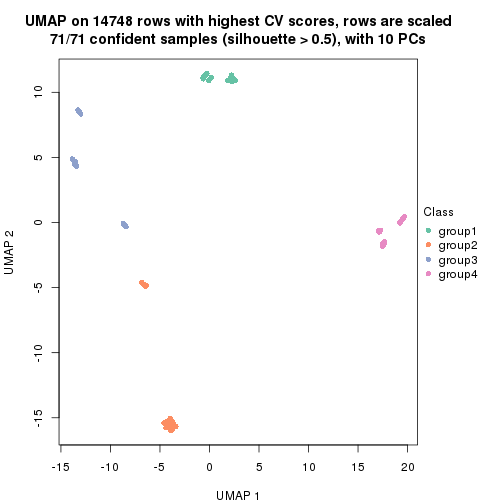 UMAP on 14748 rows with highest CV scores, rows are scaled
71/71 confident samples (silhouette > 0.5), with 10 PCs
10
5
0
-5
-10
-15
UMAP 2
-15
-10
-5
0
5
10
15
20
UMAP 1
Class
group1
group2
group3
group4